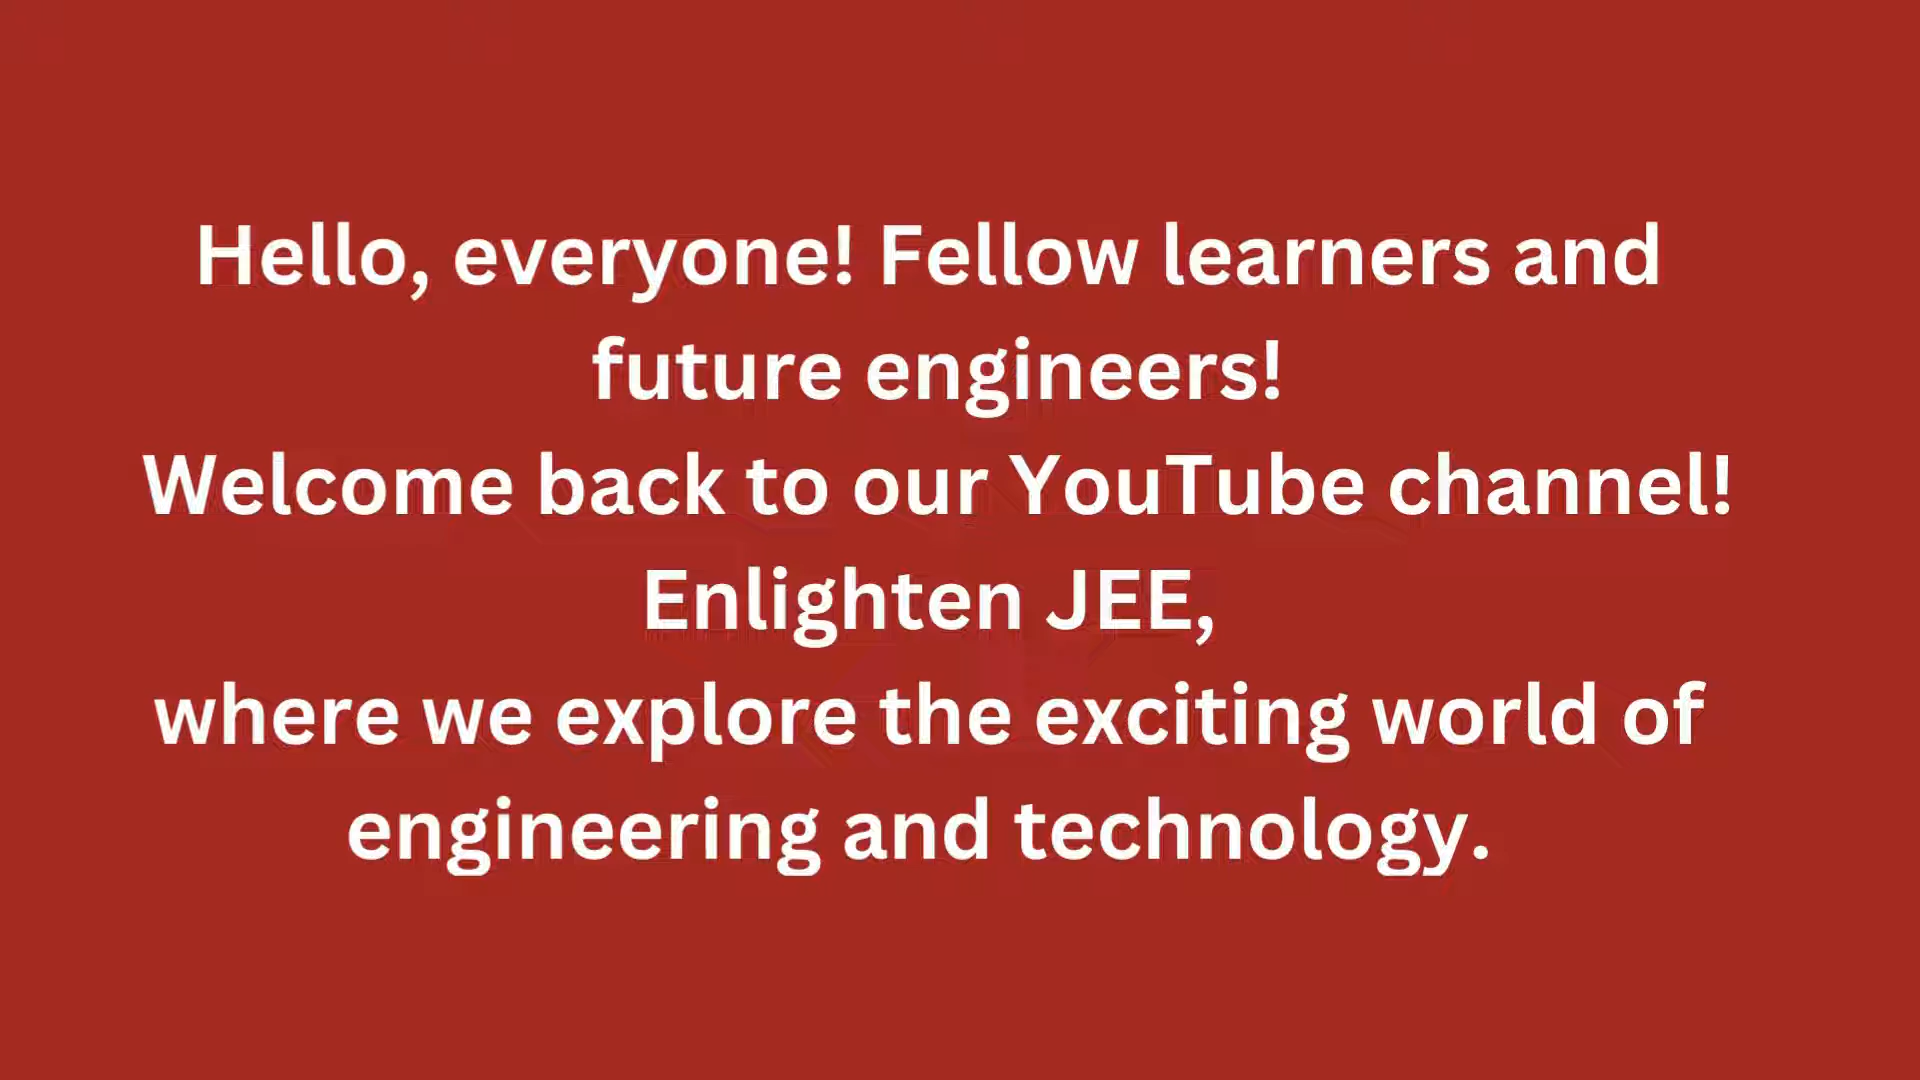 Hello, everyone! Fellow learners and
future engineers!
Welcome back to our YouTube channel!
Enlighten JEE,
where we explore the exciting world of
engineering and technology.